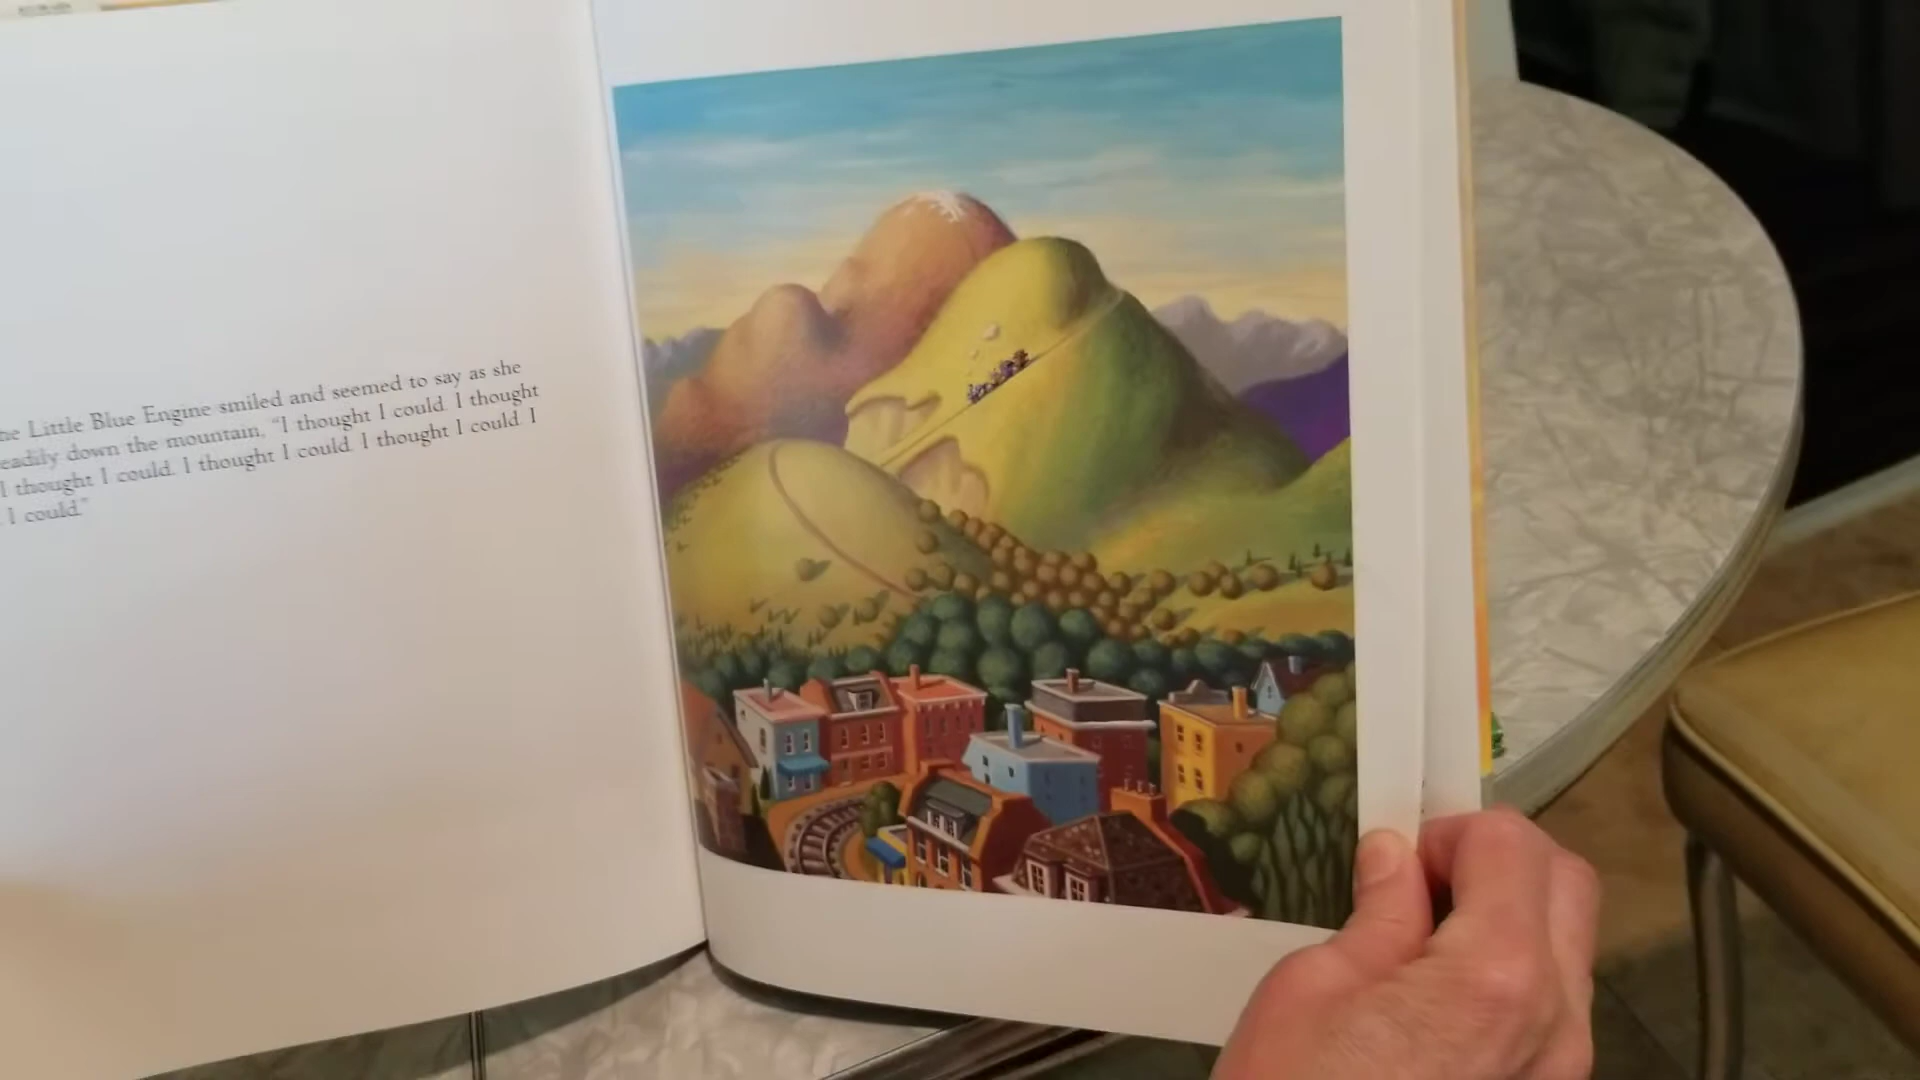 he Little Blue Engine smiled and seemed to say as she
eadily down the mountain, “I thought I could. I thought
I thought I could. I thought I could. I thought I could. I
I could.”